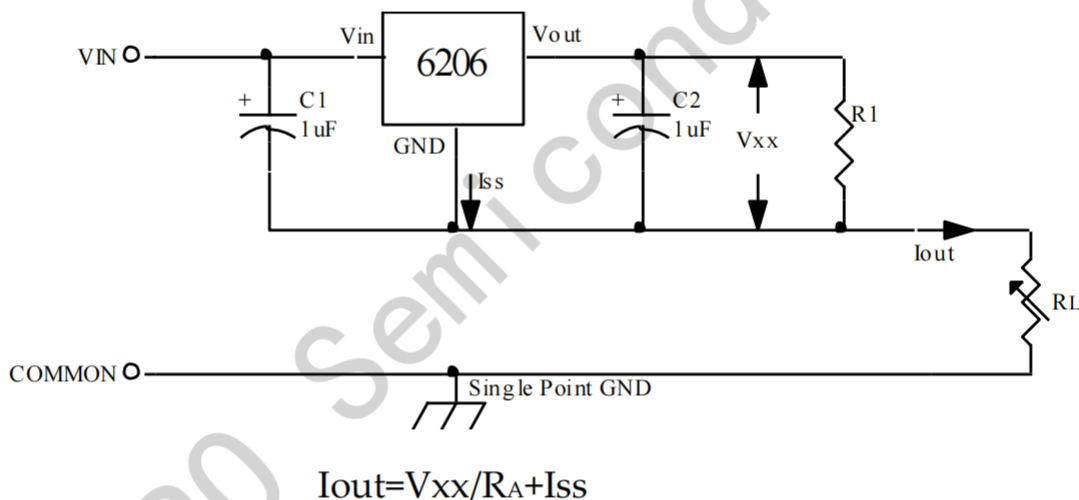 Vin
Vout
VIN
6206
+
C1
1uF
+
C2
1uF
Vxx
R1
GND
Iss
Iout
RL
COMMON
Single Point GND
Iout=Vxx/RA+Iss
Semicond